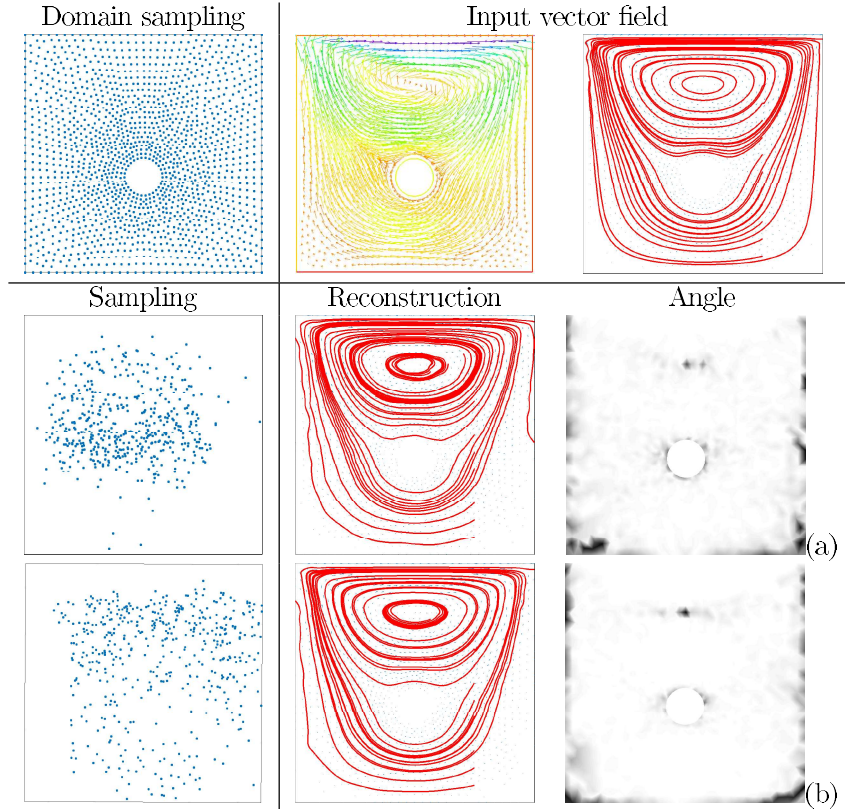 Domain sampling
Input vector field
Sampling
Reconstruction
Angle
(a)
(b)